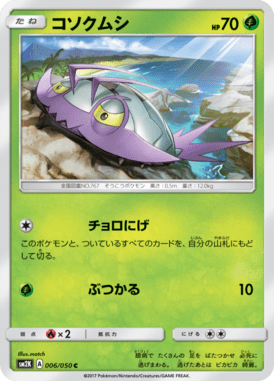 たね コソクムシ HP70
全国図鑑NO.767 そうこうポケモン 高さ:0.5m 重さ:12.0kg
チョロにげ
このポケモンと、ついているすべてのカードを、自分の山札にもどして切る。
ぶつかる 10
弱点 ×2 抵抗力 にげる
Illus.match
SM2K A 006/050 C
臆病で たくさんの 足を ばたつかせ 必死に
逃げまわる。逃げたあとは ピカピカ きれい。
©2017 Pokémon/Nintendo/Creatures/GAME FREAK.